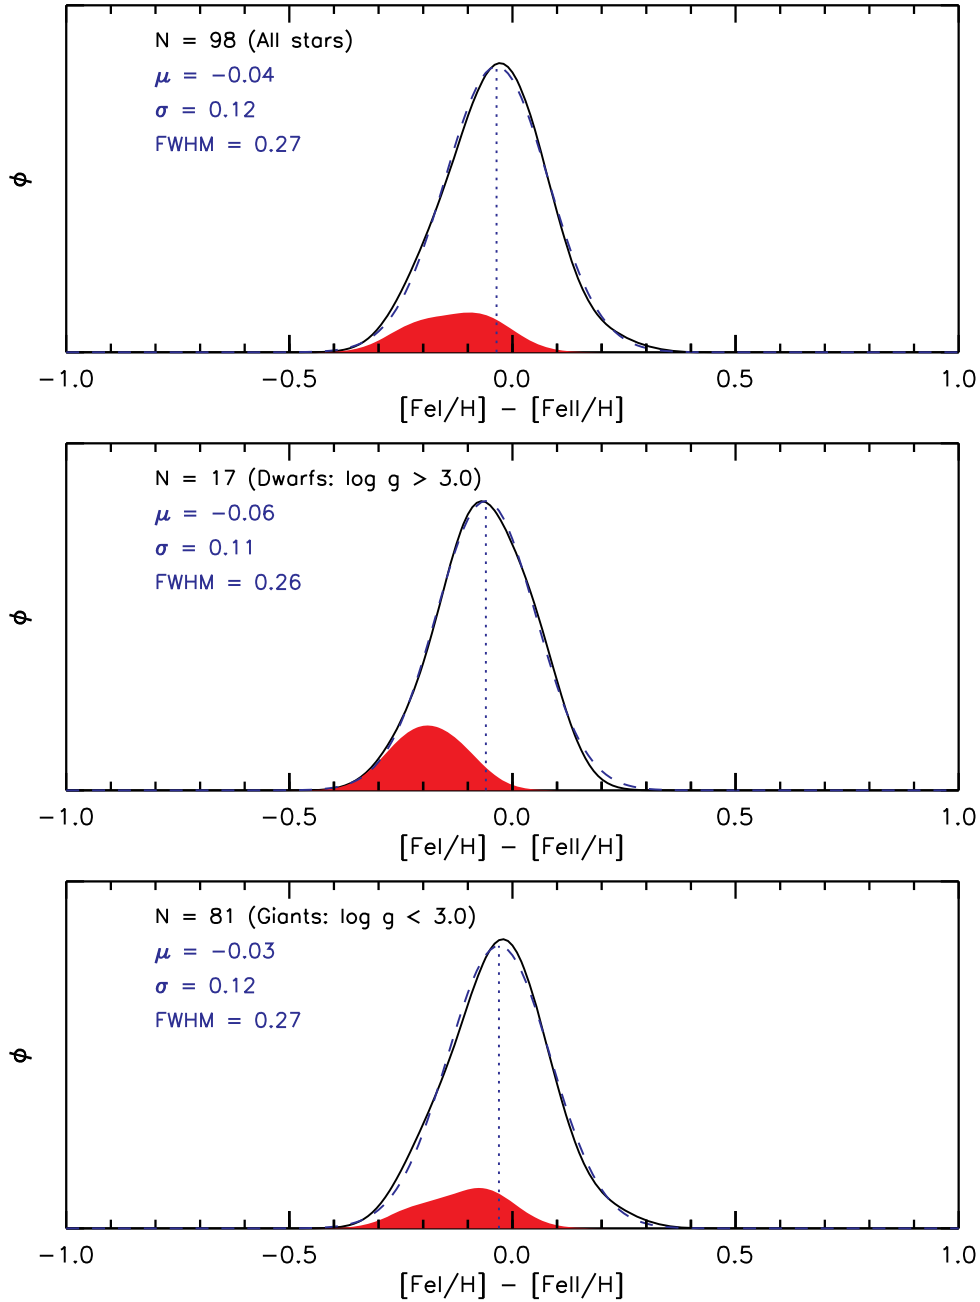 N = 98 (All stars)
μ = −0.04
σ = 0.12
FWHM = 0.27
ϕ
−1.0 −0.5 0.0 0.5 1.0
[FeI/H] − [FeII/H]
N = 17 (Dwarfs: log g > 3.0)
μ = −0.06
σ = 0.11
FWHM = 0.26
ϕ
−1.0 −0.5 0.0 0.5 1.0
[FeI/H] − [FeII/H]
N = 81 (Giants: log g < 3.0)
μ = −0.03
σ = 0.12
FWHM = 0.27
ϕ
−1.0 −0.5 0.0 0.5 1.0
[FeI/H] − [FeII/H]